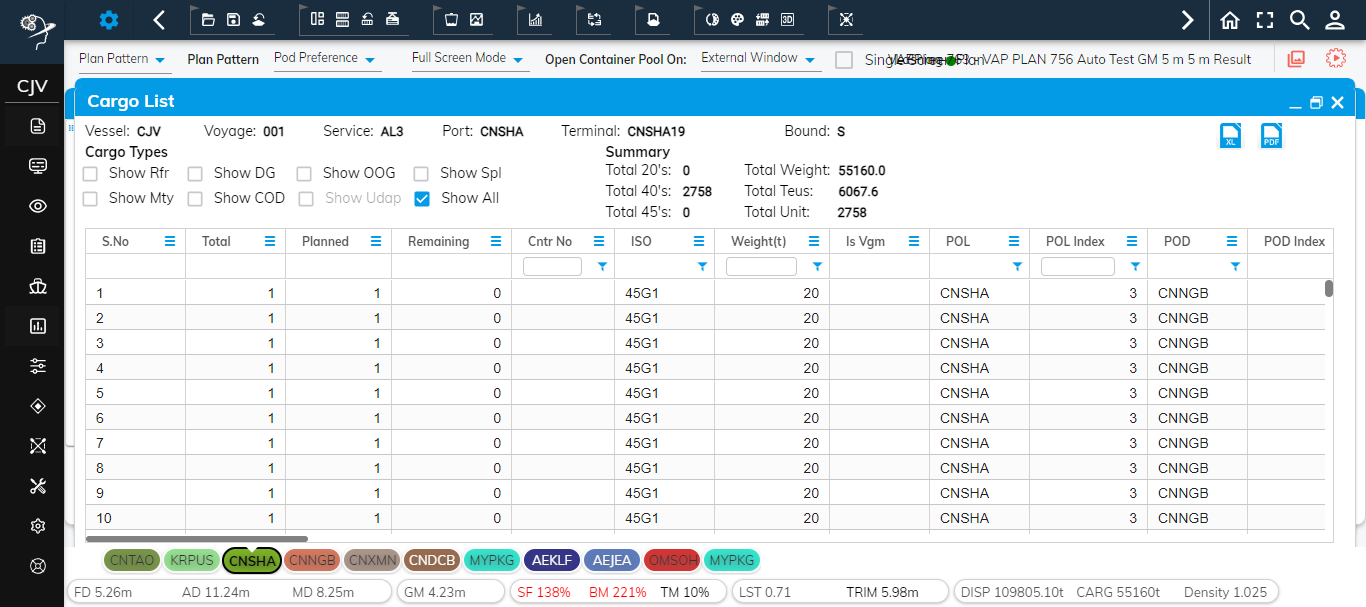 CJV
Plan Pattern Plan Pattern Pod Preference Full Screen Mode Open Container Pool On: External Window VAP PLAN 756 Auto Test GM 5 m 5 m Result
Cargo List
Vessel: CJV Voyage: 001 Service: AL3 Port: CNSHA Terminal: CNSHA19 Bound: S
XL PDF
Cargo Types Summary
Show Rfr Show DG Show OOG Show Spl Total 20's: 0 Total Weight: 55160.0
Total 40's: 2758 Total Teus: 6067.6
Show Mty Show COD Show Udap Show All
Total 45's: 0 Total Unit: 2758
S.No Total Planned Remaining Cntr No ISO Weight(t) Is Vgm POL POL Index POD POD Index
1 1 1 0 45G1 20 CNSHA 3 CNNGB
2 1 1 0 45G1 20 CNSHA 3 CNNGB
3 1 1 0 45G1 20 CNSHA 3 CNNGB
4 1 1 0 45G1 20 CNSHA 3 CNNGB
5 1 1 0 45G1 20 CNSHA 3 CNNGB
6 1 1 0 45G1 20 CNSHA 3 CNNGB
7 1 1 0 45G1 20 CNSHA 3 CNNGB
8 1 1 0 45G1 20 CNSHA 3 CNNGB
9 1 1 0 45G1 20 CNSHA 3 CNNGB
10 1 1 0 45G1 20 CNSHA 3 CNNGB
CNTAO KRPUS CNSHA CNNGB CNXMN CNDCB MYPKG AEKLF AEJEA OMSOH MYPKG
FD 5.26m AD 11.24m MD 8.25m GM 4.23m SF 138% BM 221% TM 10% LST 0.71 TRIM 5.98m DISP 109805.10t CARG 55160t Density 1.025